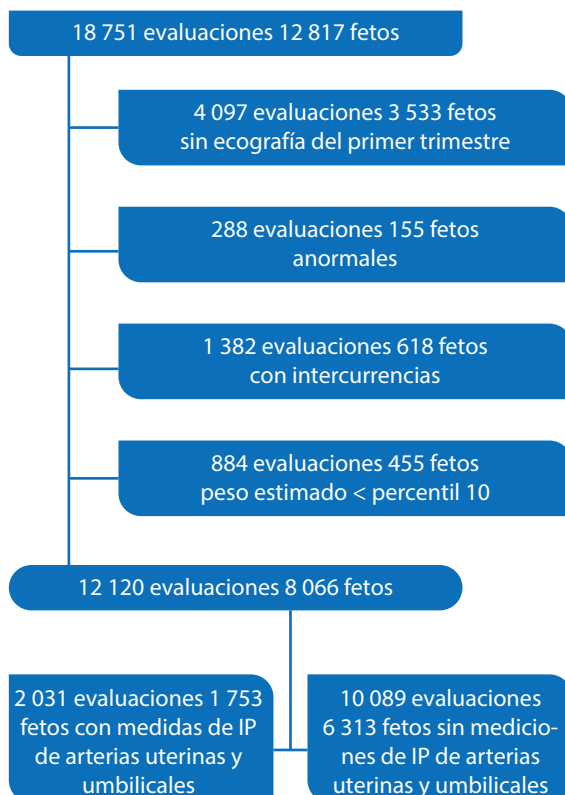 18 751 evaluaciones 12 817 fetos
4 097 evaluaciones 3 533 fetos
sin ecografía del primer trimestre
288 evaluaciones 155 fetos
anormales
1 382 evaluaciones 618 fetos
con intercurrencias
884 evaluaciones 455 fetos
peso estimado < percentil 10
12 120 evaluaciones 8 066 fetos
2 031 evaluaciones 1 753
fetos con medidas de IP
de arterias uterinas y
umbilicales
10 089 evaluaciones
6 313 fetos sin medicio-
nes de IP de arterias
uterinas y umbilicales